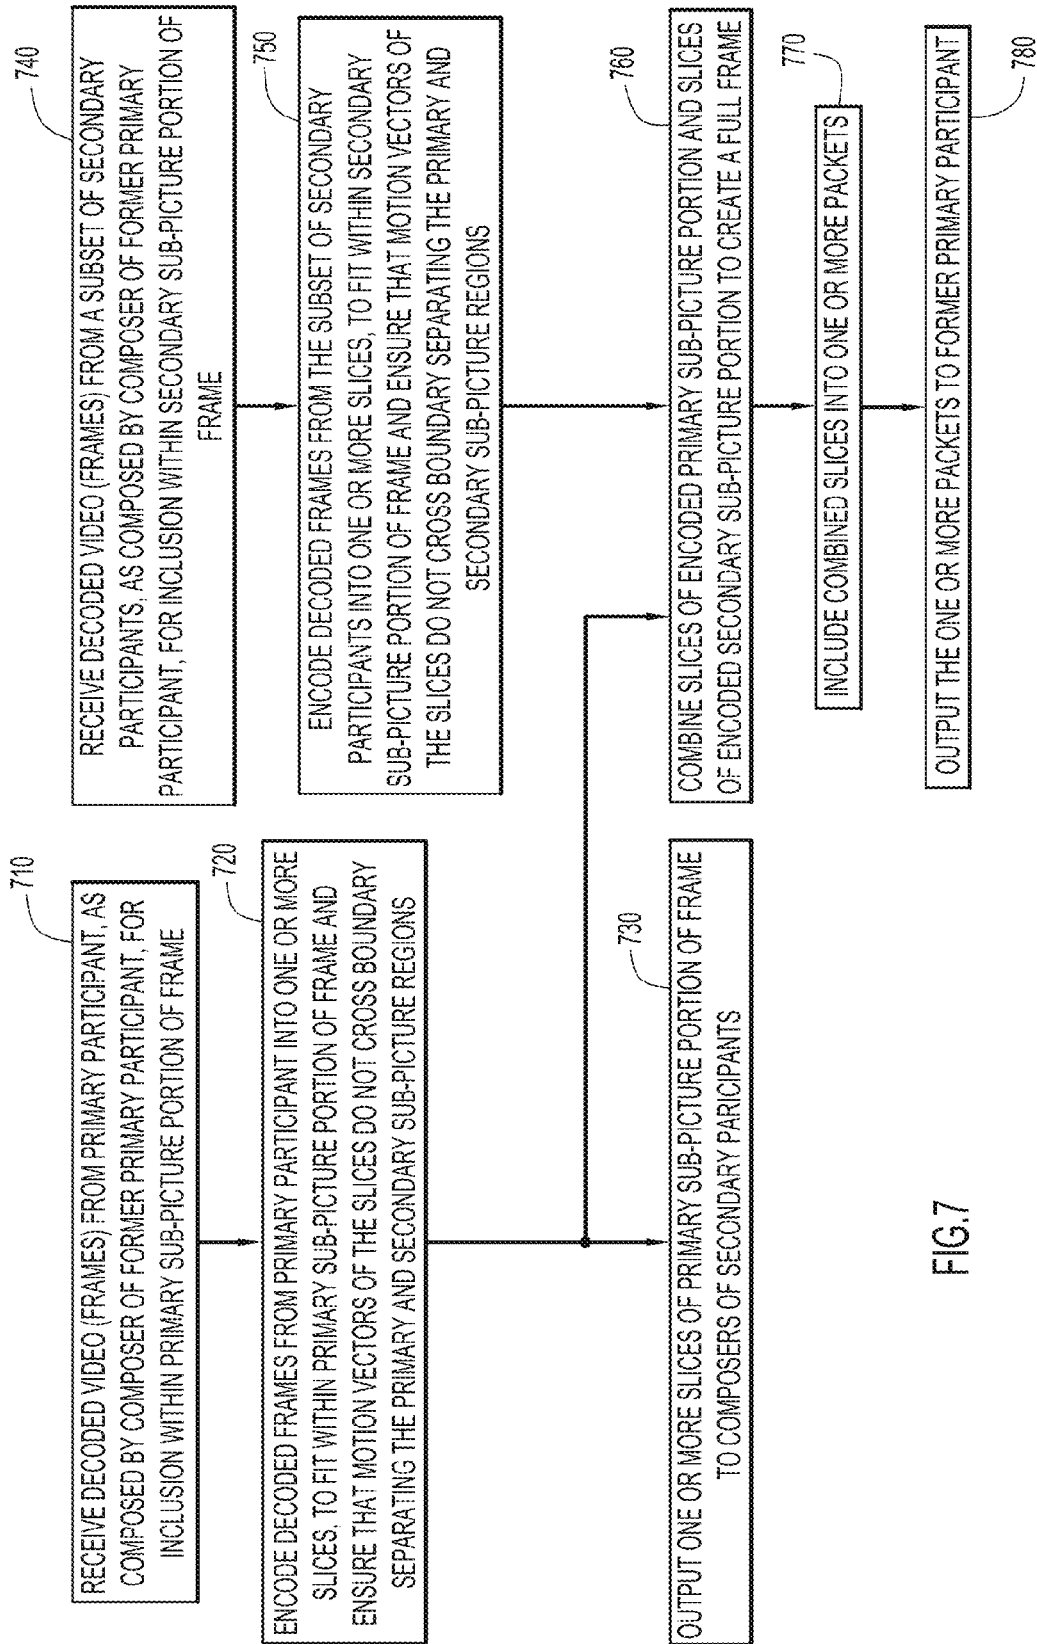 710
RECEIVE DECODED VIDEO (FRAMES) FROM PRIMARY PARTICIPANT, AS
COMPOSED BY COMPOSER OF FORMER PRIMARY PARTICIPANT, FOR
INCLUSION WITHIN PRIMARY SUB-PICTURE PORTION OF FRAME
720
ENCODE DECODED FRAMES FROM PRIMARY PARTICIPANT INTO ONE OR MORE
SLICES, TO FIT WITHIN PRIMARY SUB-PICTURE PORTION OF FRAME AND
ENSURE THAT MOTION VECTORS OF THE SLICES DO NOT CROSS BOUNDARY
SEPARATING THE PRIMARY AND SECONDARY SUB-PICTURE REGIONS
730
OUTPUT ONE OR MORE SLICES OF PRIMARY SUB-PICTURE PORTION OF FRAME
TO COMPOSERS OF SECONDARY PARICIPANTS
740
RECEIVE DECODED VIDEO (FRAMES) FROM A SUBSET OF SECONDARY
PARTICIPANTS, AS COMPOSED BY COMPOSER OF FORMER PRIMARY
PARTICIPANT, FOR INCLUSION WITHIN SECONDARY SUB-PICTURE PORTION OF
FRAME
750
ENCODE DECODED FRAMES FROM THE SUBSET OF SECONDARY
PARTICIPANTS INTO ONE OR MORE SLICES, TO FIT WITHIN SECONDARY
SUB-PICTURE PORTION OF FRAME AND ENSURE THAT MOTION VECTORS OF
THE SLICES DO NOT CROSS BOUNDARY SEPARATING THE PRIMARY AND
SECONDARY SUB-PICTURE REGIONS
760
COMBINE SLICES OF ENCODED PRIMARY SUB-PICTURE PORTION AND SLICES
OF ENCODED SECONDARY SUB-PICTURE PORTION TO CREATE A FULL FRAME
770
INCLUDE COMBINED SLICES INTO ONE OR MORE PACKETS
780
OUTPUT THE ONE OR MORE PACKETS TO FORMER PRIMARY PARTICIPANT
FIG.7